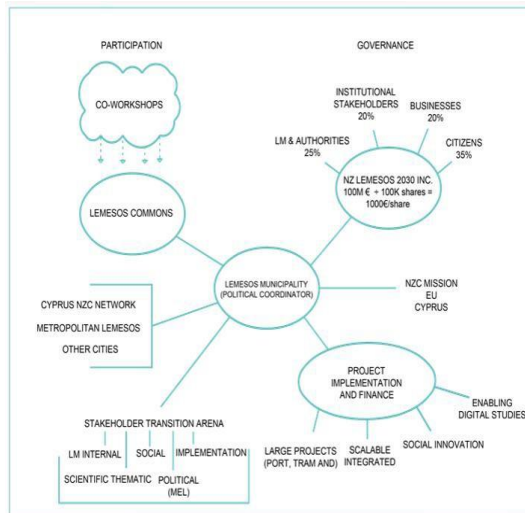 PARTICIPATION
GOVERNANCE
CO-WORKSHOPS
INSTITUTIONAL
STAKEHOLDERS
20%
BUSINESSES
20%
LM & AUTHORITIES
25%
CITIZENS
35%
NZ LEMESOS 2030 INC.
100M € ÷ 100K shares =
1000€/share
LEMESOS COMMONS
LEMESOS MUNICIPALITY
(POLITICAL COORDINATOR)
NZC MISSION
EU
CYPRUS
CYPRUS NZC NETWORK
METROPOLITAN LEMESOS
OTHER CITIES
PROJECT
IMPLEMENTATION
AND FINANCE
ENABLING
DIGITAL STUDIES
SOCIAL INNOVATION
SCALABLE
INTEGRATED
LARGE PROJECTS
(PORT, TRAM AND)
STAKEHOLDER TRANSITION ARENA
LM INTERNAL
SOCIAL
IMPLEMENTATION
SCIENTIFIC THEMATIC
POLITICAL
(MEL)